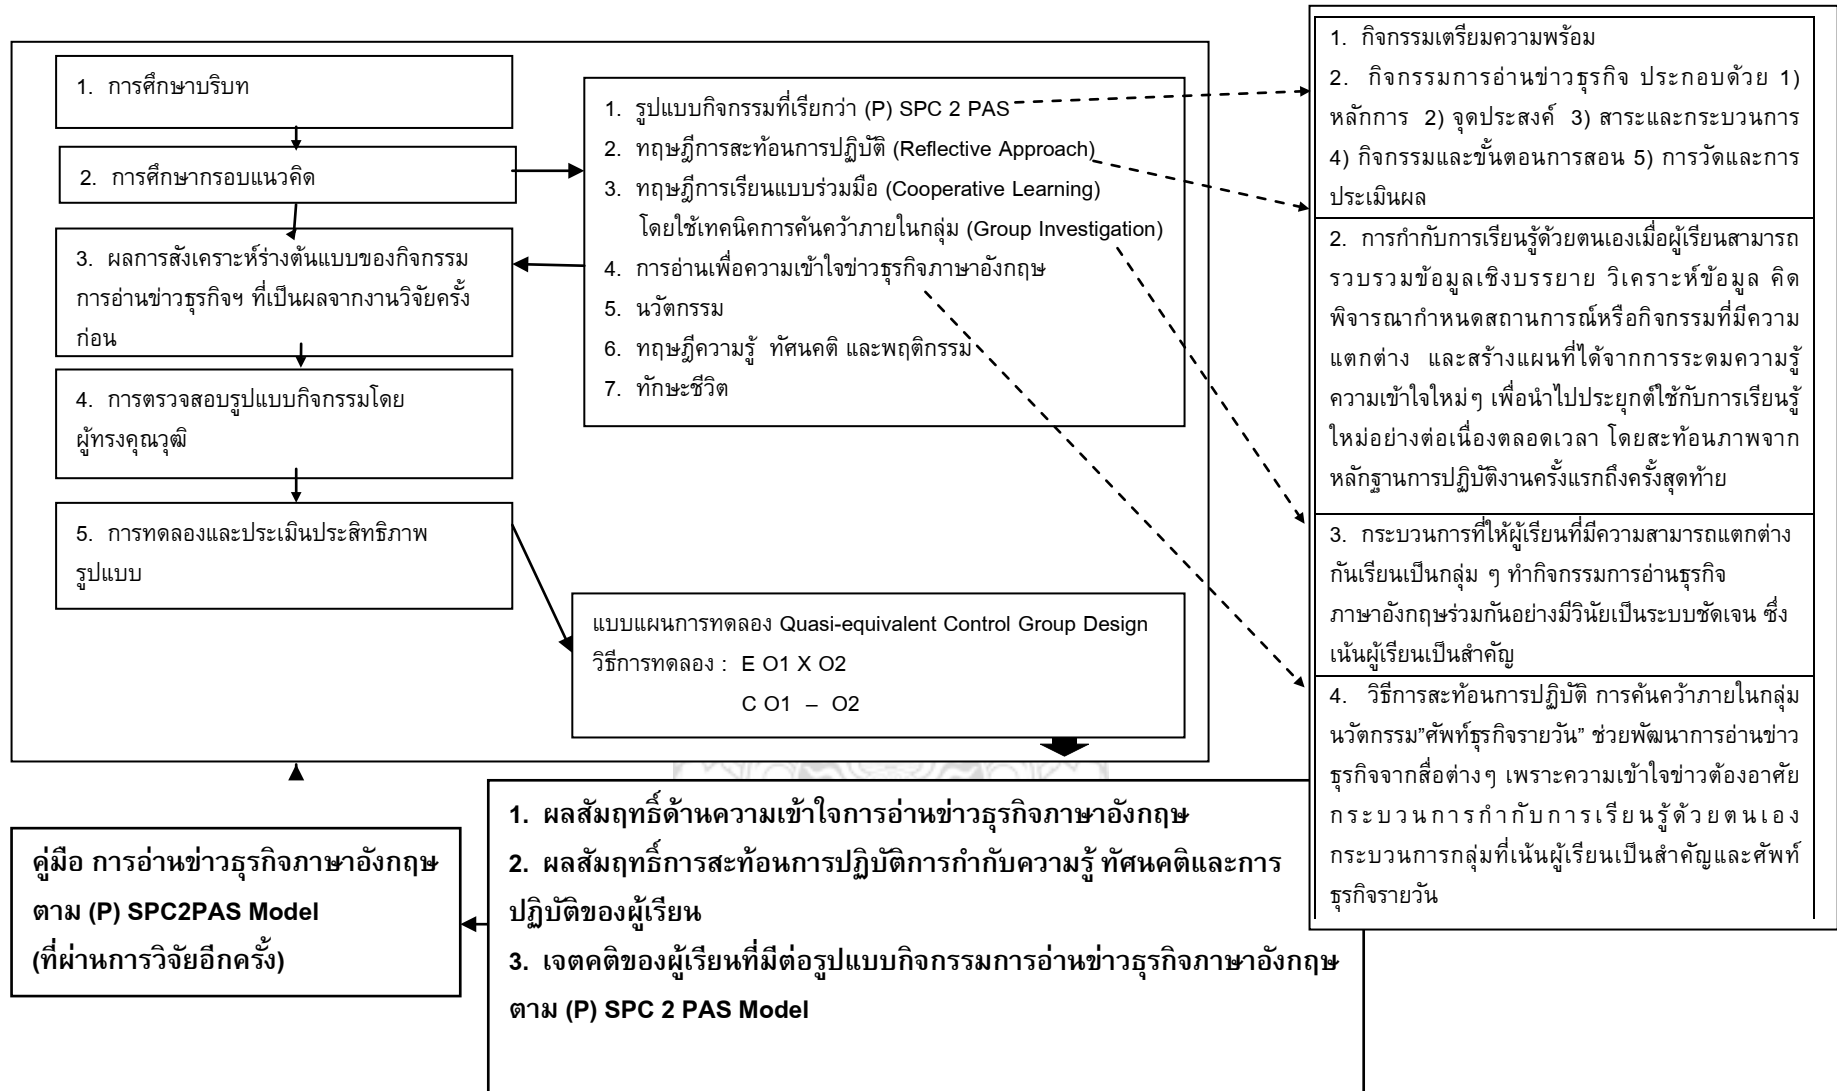 1. การศึกษาบริบท
2. การศึกษากรอบแนวคิด
3. ผลการสังเคราะห์ร่างต้นแบบของกิจกรรม
การอ่านข่าวธุรกิจฯ ที่เป็นผลจากงานวิจัยครั้ง
ก่อน
4. การตรวจสอบรูปแบบกิจกรรมโดย
ผู้ทรงคุณวุฒิ
5. การทดลองและประเมินประสิทธิภาพ
รูปแบบ
1. รูปแบบกิจกรรมที่เรียกว่า (P) SPC 2 PAS
2. ทฤษฎีการสะท้อนการปฏิบัติ (Reflective Approach)
3. ทฤษฎีการเรียนแบบร่วมมือ (Cooperative Learning)
โดยใช้เทคนิคการค้นคว้าภายในกลุ่ม (Group Investigation)
4. การอ่านเพื่อความเข้าใจข่าวธุรกิจภาษาอังกฤษ
5. นวัตกรรม
6. ทฤษฎีความรู้ ทัศนคติ และพฤติกรรม
7. ทักษะชีวิต
แบบแผนการทดลอง Quasi-equivalent Control Group Design
วิธีการทดลอง : E O1 X O2
C O1 – O2
1. กิจกรรมเตรียมความพร้อม
2. กิจกรรมการอ่านข่าวธุรกิจ ประกอบด้วย 1)
หลักการ 2) จุดประสงค์ 3) สาระและกระบวนการ
4) กิจกรรมและขั้นตอนการสอน 5) การวัดและการ
ประเมินผล
2. การกำกับการเรียนรู้ด้วยตนเองเมื่อผู้เรียนสามารถ
รวบรวมข้อมูลเชิงบรรยาย วิเคราะห์ข้อมูล คิด
พิจารณากำหนดสถานการณ์หรือกิจกรรมที่มีความ
แตกต่าง และสร้างแผนที่ได้จากการระดมความรู้
ความเข้าใจใหม่ๆ เพื่อนำไปประยุกต์ใช้กับการเรียนรู้
ใหม่อย่างต่อเนื่องตลอดเวลา โดยสะท้อนภาพจาก
หลักฐานการปฏิบัติงานครั้งแรกถึงครั้งสุดท้าย
3. กระบวนการที่ให้ผู้เรียนที่มีความสามารถแตกต่าง
กันเรียนเป็นกลุ่ม ๆ ทำกิจกรรมการอ่านธุรกิจ
ภาษาอังกฤษร่วมกันอย่างมีวินัยเป็นระบบชัดเจน ซึ่ง
เน้นผู้เรียนเป็นสำคัญ
4. วิธีการสะท้อนการปฏิบัติ การค้นคว้าภายในกลุ่ม
นวัตกรรม"ศัพท์ธุรกิจรายวัน" ช่วยพัฒนาการอ่านข่าว
ธุรกิจจากสื่อต่างๆ เพราะความเข้าใจข่าวต้องอาศัย
กระบวนการกำกับการเรียนรู้ด้วยตนเอง
กระบวนการกลุ่มที่เน้นผู้เรียนเป็นสำคัญและศัพท์
ธุรกิจรายวัน
1. ผลสัมฤทธิ์ด้านความเข้าใจการอ่านข่าวธุรกิจภาษาอังกฤษ
2. ผลสัมฤทธิ์การสะท้อนการปฏิบัติการกำกับความรู้ ทัศนคติและการ
ปฏิบัติของผู้เรียน
3. เจตคติของผู้เรียนที่มีต่อรูปแบบกิจกรรมการอ่านข่าวธุรกิจภาษาอังกฤษ
ตาม (P) SPC 2 PAS Model
คู่มือ การอ่านข่าวธุรกิจภาษาอังกฤษ
ตาม (P) SPC2PAS Model
(ที่ผ่านการวิจัยอีกครั้ง)